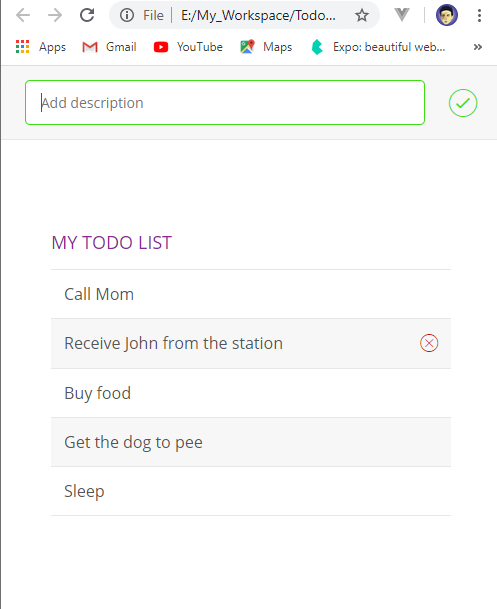 File E:/My_Workspace/Todo...
Apps Gmail YouTube Maps Expo: beautiful web... »
Add description
MY TODO LIST
Call Mom
Receive John from the station
Buy food
Get the dog to pee
Sleep